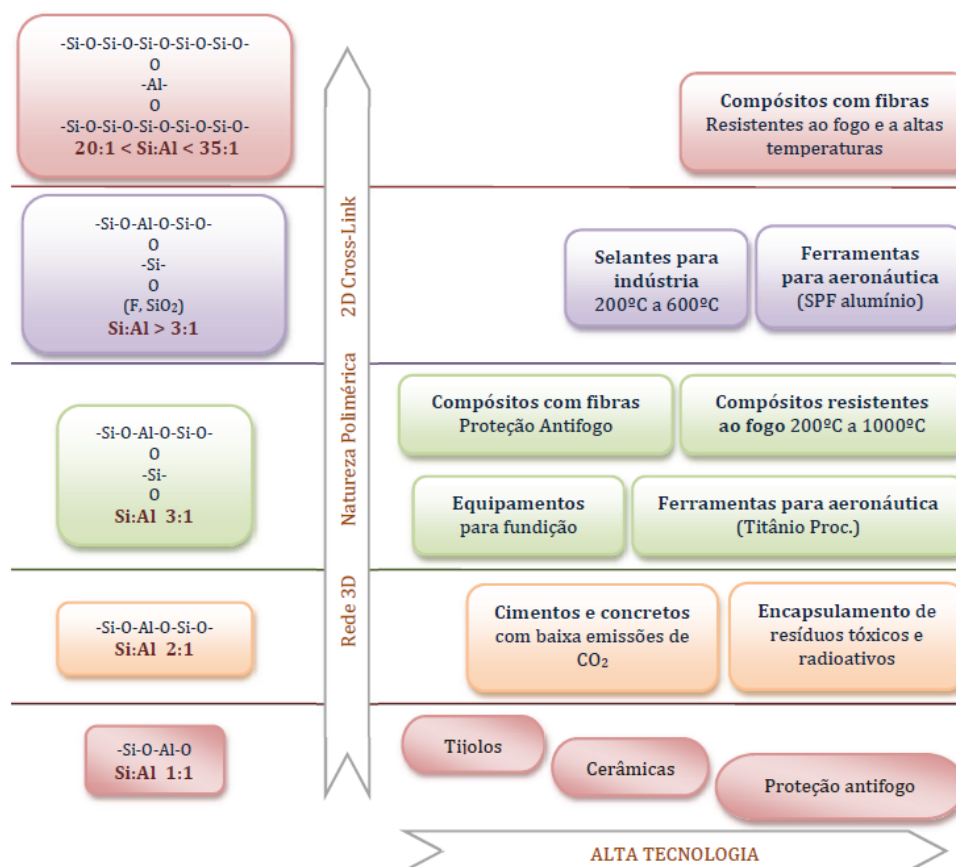 -Si-O-Si-O-Si-O-Si-O-Si-O-
O
-Al-
O
-Si-O-Si-O-Si-O-Si-O-Si-O-
20:1 < Si:Al < 35:1
Compósitos com fibras
Resistentes ao fogo e a altas
temperaturas
-Si-O-Al-O-Si-O-
O
-Si-
O
(F, SiO₂)
Si:Al > 3:1
Selantes para
indústria
200ºC a 600ºC
Ferramentas
para aeronáutica
(SPF alumínio)
-Si-O-Al-O-Si-O-
O
-Si-
O
Si:Al 3:1
Compósitos com fibras
Proteção Antifogo
Compósitos resistentes
ao fogo 200ºC a 1000ºC
Equipamentos
para fundição
Ferramentas para aeronáutica
(Titânio Proc.)
-Si-O-Al-O-Si-O-
Si:Al 2:1
Cimentos e concretos
com baixa emissões de
CO₂
Encapsulamento de
resíduos tóxicos e
radioativos
-Si-O-Al-O
Si:Al 1:1
Tijolos
Cerâmicas
Proteção antifogo
Rede 3D
Natureza Polimérica
2D Cross-Link
ALTA TECNOLOGIA